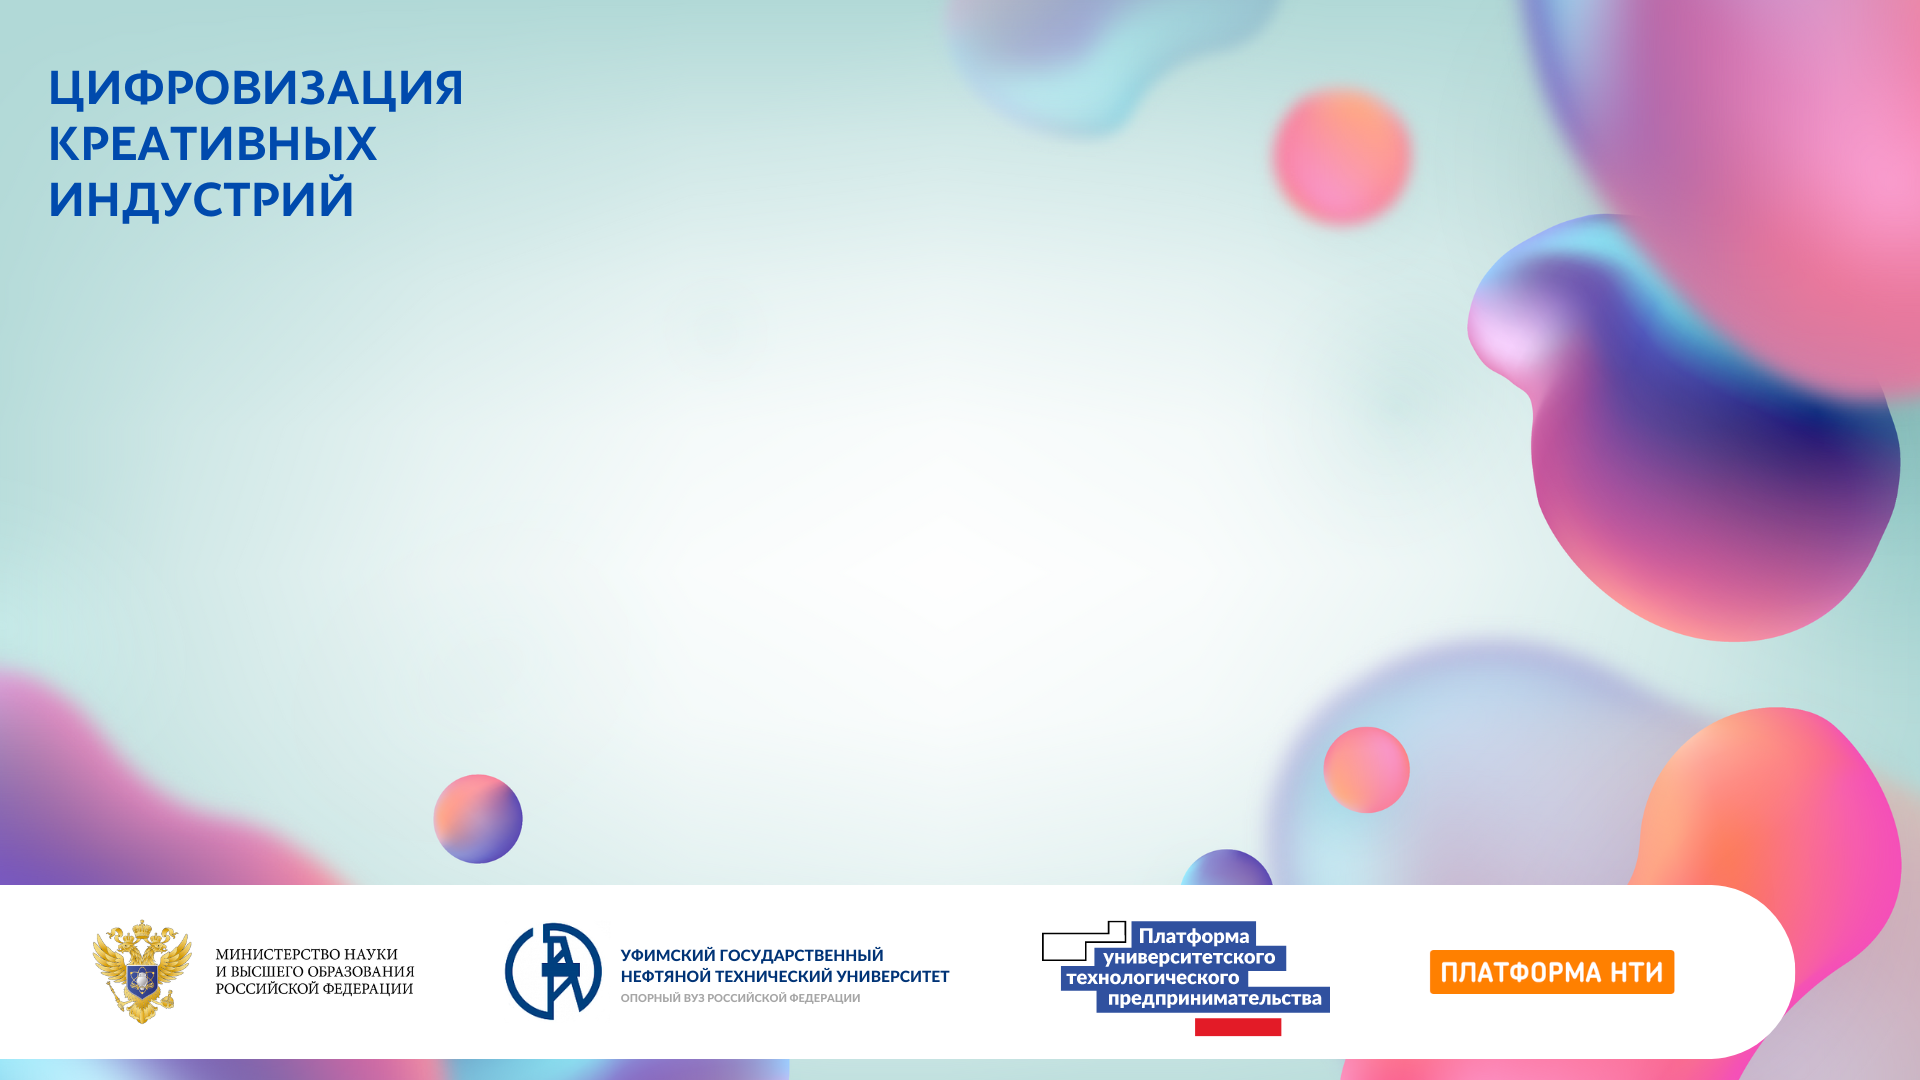 ЦИФРОВИЗАЦИЯ
КРЕАТИВНЫХ
ИНДУСТРИЙ
МИНИСТЕРСТВО НАУКИ
И ВЫСШЕГО ОБРАЗОВАНИЯ
РОССИЙСКОЙ ФЕДЕРАЦИИ
УФИМСКИЙ ГОСУДАРСТВЕННЫЙ
НЕФТЯНОЙ ТЕХНИЧЕСКИЙ УНИВЕРСИТЕТ
ОПОРНЫЙ ВУЗ РОССИЙСКОЙ ФЕДЕРАЦИИ
Платформа
университетского
технологического
предпринимательства
ПЛАТФОРМА НТИ